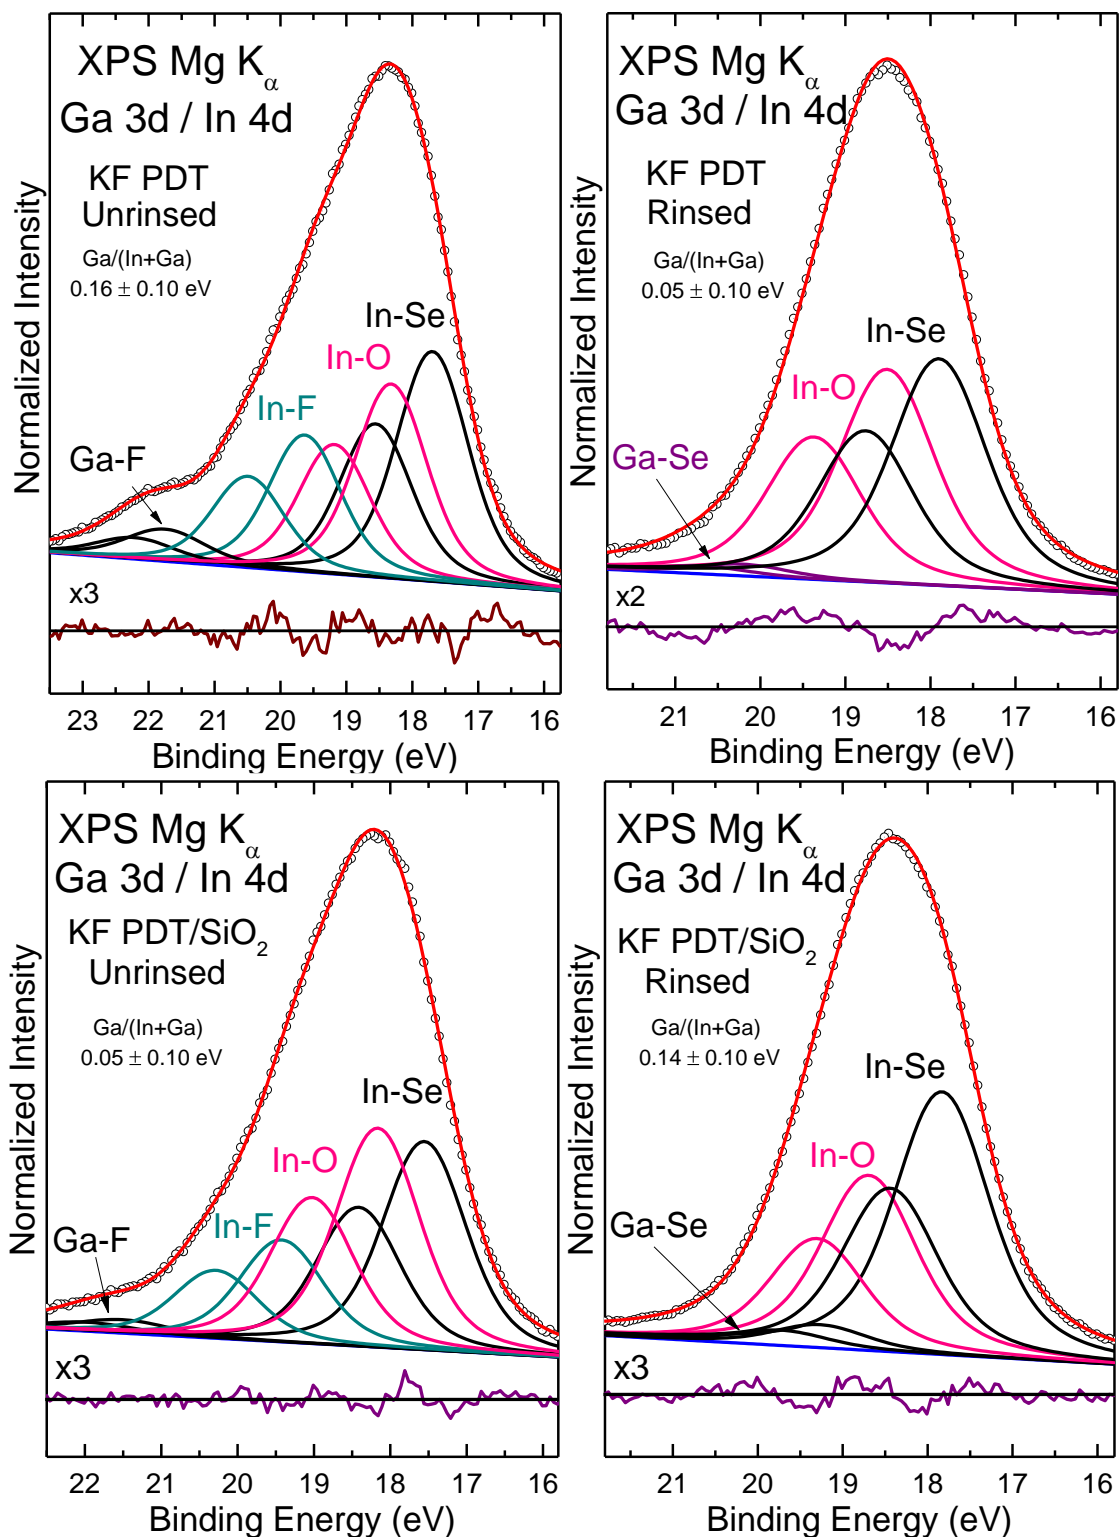 XPS Mg Kα
Ga 3d / In 4d
KF PDT
Unrinsed
Ga/(In+Ga)
0.16 ± 0.10 eV
In-Se
In-O
In-F
Ga-F
x3
Normalized Intensity
23 22 21 20 19 18 17 16
Binding Energy (eV)
XPS Mg Kα
Ga 3d / In 4d
KF PDT
Rinsed
Ga/(In+Ga)
0.05 ± 0.10 eV
In-Se
In-O
Ga-Se
x2
Normalized Intensity
21 20 19 18 17 16
Binding Energy (eV)
XPS Mg Kα
Ga 3d / In 4d
KF PDT/SiO₂
Unrinsed
Ga/(In+Ga)
0.05 ± 0.10 eV
In-Se
In-O
In-F
Ga-F
x3
Normalized Intensity
22 21 20 19 18 17 16
Binding Energy (eV)
XPS Mg Kα
Ga 3d / In 4d
KF PDT/SiO₂
Rinsed
Ga/(In+Ga)
0.14 ± 0.10 eV
In-Se
In-O
Ga-Se
x3
Normalized Intensity
21 20 19 18 17 16
Binding Energy (eV)